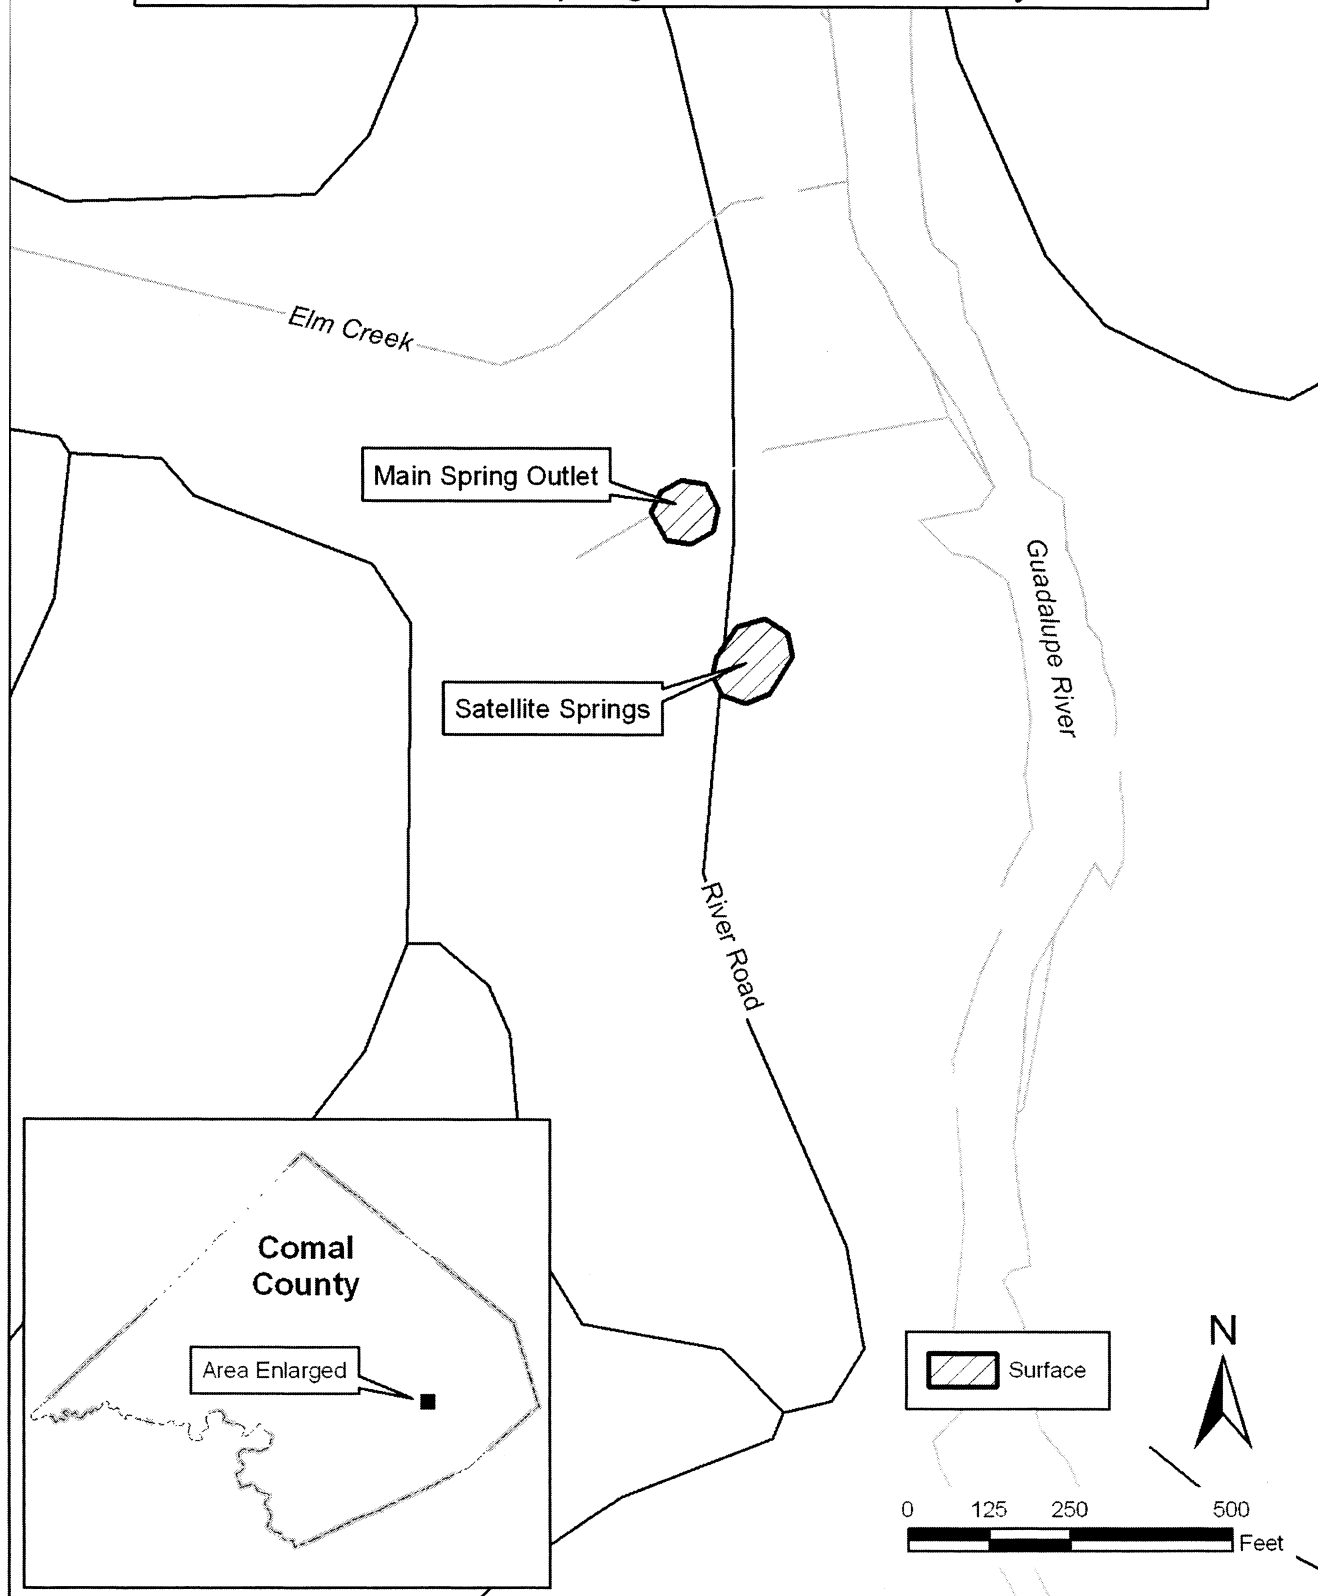 Elm Creek
Main Spring Outlet
Guadalupe River
Satellite Springs
River Road
Comal
County
Area Enlarged
N
Surface
0 125 250 500
Feet